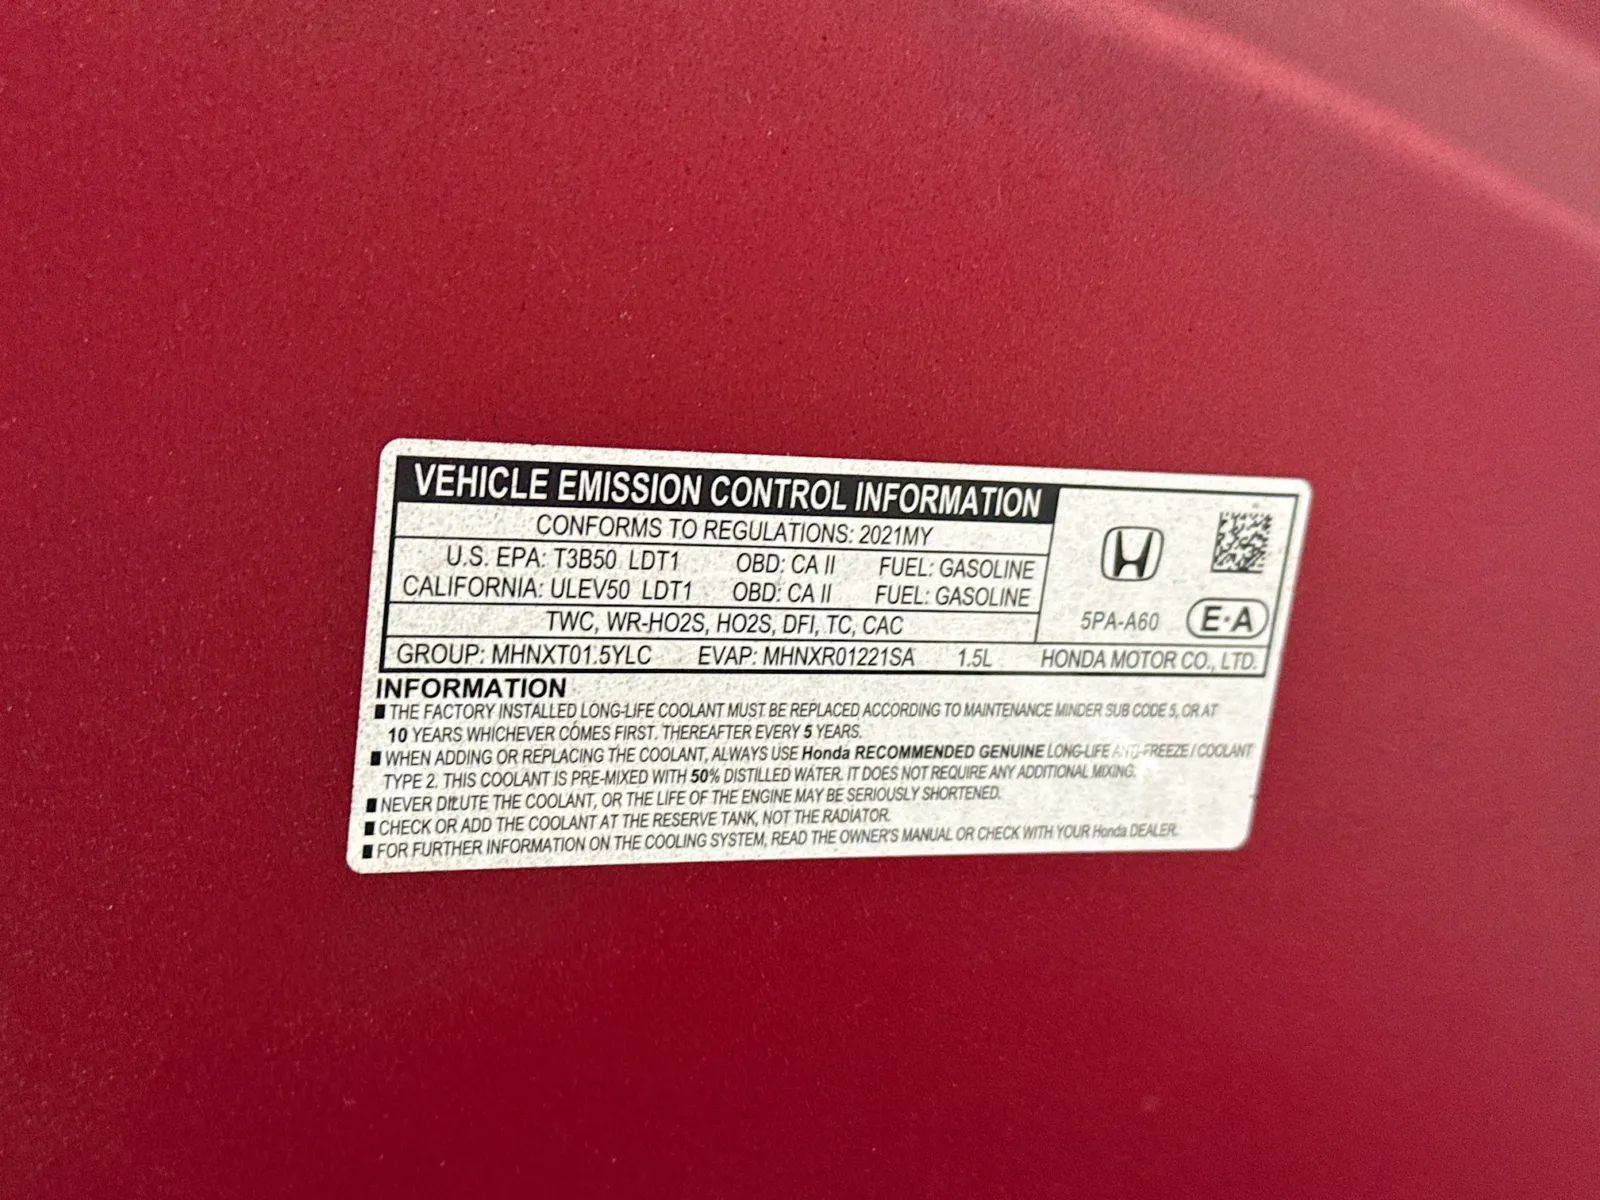 VEHICLE EMISSION CONTROL INFORMATION
CONFORMS TO REGULATIONS: 2021MY
U.S. EPA: T3B50 LDT1 OBD: CA II FUEL: GASOLINE
CALIFORNIA: ULEV50 LDT1 OBD: CA II FUEL: GASOLINE
TWC, WR-HO2S, HO2S, DFI, TC, CAC
5PA-A60 E·A
GROUP: MHNXT01.5YLC EVAP: MHNXR01221SA 1.5L HONDA MOTOR CO., LTD.
INFORMATION
■ THE FACTORY INSTALLED LONG-LIFE COOLANT MUST BE REPLACED ACCORDING TO MAINTENANCE MINDER SUB CODE 5, OR AT
10 YEARS WHICHEVER COMES FIRST. THEREAFTER EVERY 5 YEARS.
■ WHEN ADDING OR REPLACING THE COOLANT, ALWAYS USE Honda RECOMMENDED GENUINE LONG-LIFE ANTI-FREEZE / COOLANT
TYPE 2. THIS COOLANT IS PRE-MIXED WITH 50% DISTILLED WATER. IT DOES NOT REQUIRE ANY ADDITIONAL MIXING.
■ NEVER DILUTE THE COOLANT, OR THE LIFE OF THE ENGINE MAY BE SERIOUSLY SHORTENED.
■ CHECK OR ADD THE COOLANT AT THE RESERVE TANK, NOT THE RADIATOR.
■ FOR FURTHER INFORMATION ON THE COOLING SYSTEM, READ THE OWNER'S MANUAL OR CHECK WITH YOUR Honda DEALER.